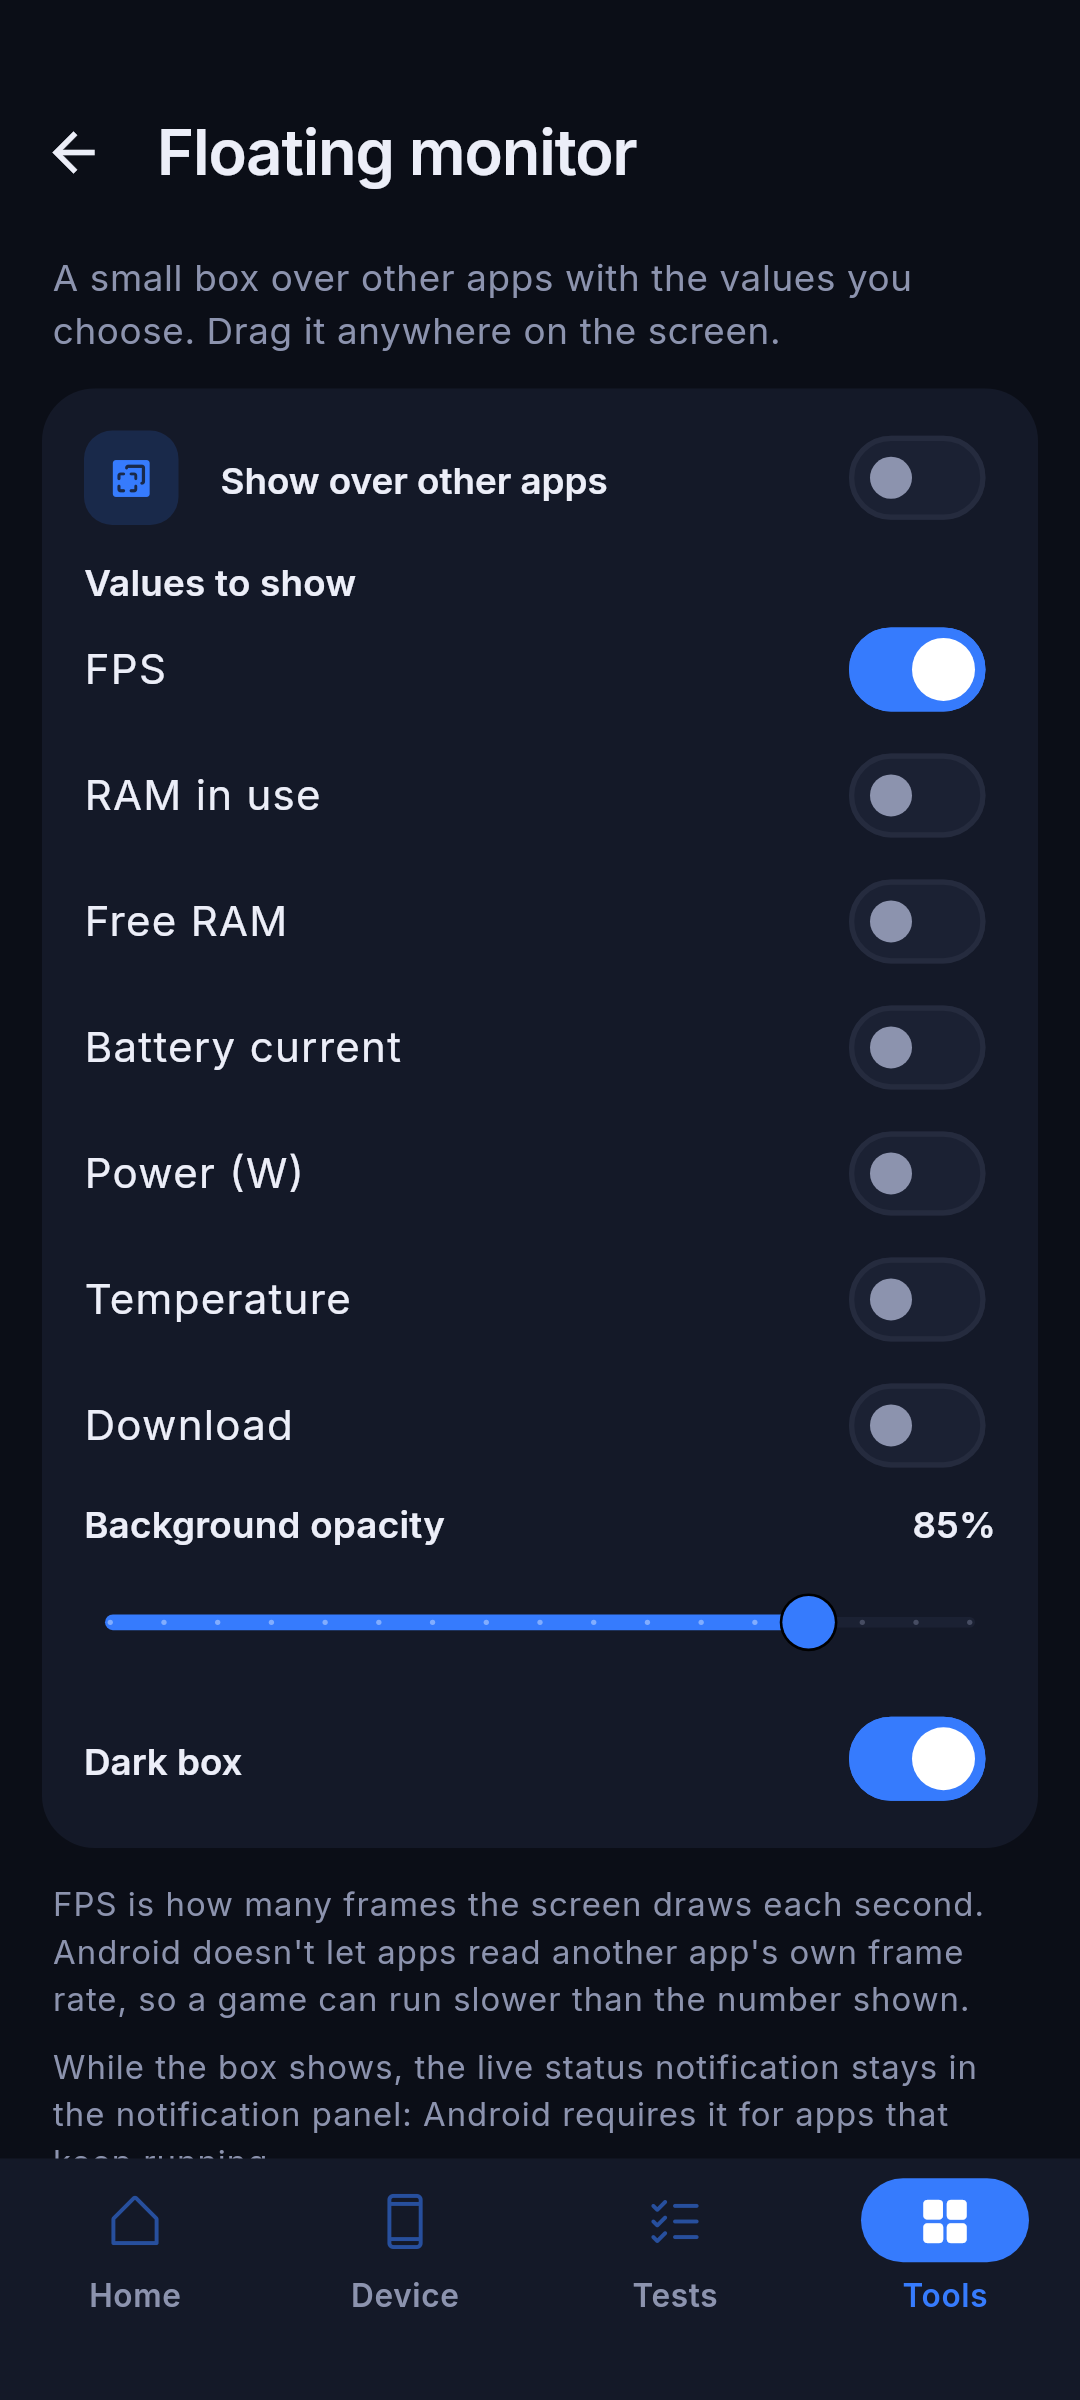 Floating monitor
A small box over other apps with the values you
choose. Drag it anywhere on the screen.
Show over other apps
Values to show
FPS
RAM in use
Free RAM
Battery current
Power (W)
Temperature
Download
Background opacity 85%
Dark box
FPS is how many frames the screen draws each second.
Android doesn't let apps read another app's own frame
rate, so a game can run slower than the number shown.
While the box shows, the live status notification stays in
the notification panel: Android requires it for apps that
keep running.
Home Device Tests Tools